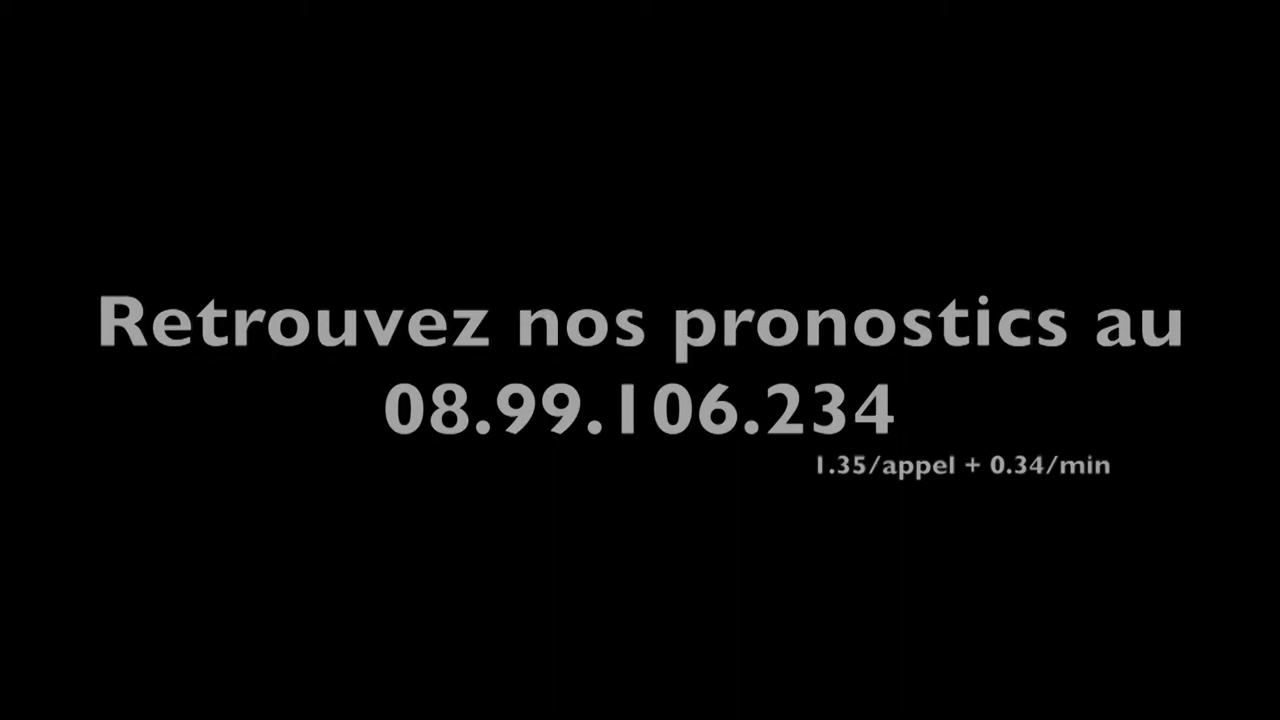 Retrouvez nos pronostics au
08.99.106.234
1.35/appel + 0.34/min